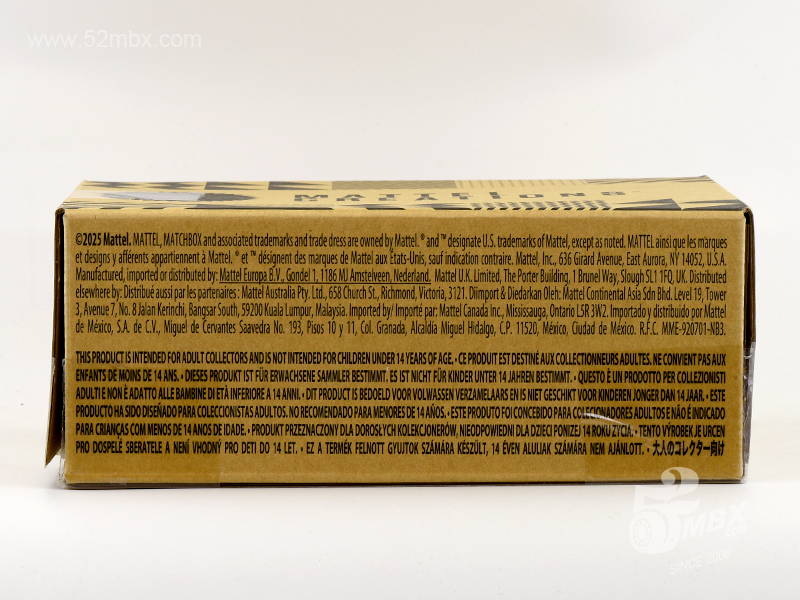 www.52mbx.com
MATTEL
CREATIONS
©2025 Mattel. MATTEL, MATCHBOX and associated trademarks and trade dress are owned by Mattel. ® and ™ designate U.S. trademarks of Mattel, except as noted. MATTEL ainsi que les marques
et designs y afférents appartiennent à Mattel. ® et ™ désignent des marques de Mattel aux États-Unis, sauf indication contraire. Mattel, Inc., 636 Girard Avenue, East Aurora, NY 14052, U.S.A.
Manufactured, imported or distributed by: Mattel Europa B.V., Gondel 1, 1186 MJ Amstelveen, Nederland. Mattel U.K. Limited, The Porter Building, 1 Brunel Way, Slough SL1 1FQ, UK. Distributed
elsewhere by: Distribué aussi par les partenaires : Mattel Australia Pty. Ltd., 658 Church St., Richmond, Victoria, 3121. Diimport & Diedarkan Oleh: Mattel Continental Asia Sdn Bhd. Level 19, Tower
3, Avenue 7, No. 8 Jalan Kerinchi, Bangsar South, 59200 Kuala Lumpur, Malaysia. Imported by/ Importé par: Mattel Canada Inc., Mississauga, Ontario L5R 3W2. Importado y distribuido por Mattel
de México, S.A. de C.V., Miguel de Cervantes Saavedra No. 193, Pisos 10 y 11, Col. Granada, Alcaldía Miguel Hidalgo, C.P. 11520, México, Ciudad de México. R.F.C. MME-920701-NB3.
THIS PRODUCT IS INTENDED FOR ADULT COLLECTORS AND IS NOT INTENDED FOR CHILDREN UNDER 14 YEARS OF AGE. • CE PRODUCT EST DESTINÉ AUX COLLECTIONNEURS ADULTES. NE CONVIENT PAS AUX
ENFANTS DE MOINS DE 14 ANS. • DIESES PRODUKT IST FÜR ERWACHSENE SAMMLER BESTIMMT. ES IST NICHT FÜR KINDER UNTER 14 JAHREN BESTIMMT. • QUESTO È UN PRODOTTO PER COLLEZIONISTI
ADULTI E NON È ADATTO ALLE BAMBINI DI ETÀ INFERIORE A 14 ANNI. • DIT PRODUCT IS BEDOELD FOR VOLWASSEN VERZAMELAARS EN IS NIET GESCHIKT VOOR KINDEREN JONGER DAN 14 JAAR. • ESTE
PRODUCTO HA SIDO DISEÑADO PARA COLECCIONISTAS ADULTOS. NO RECOMENDADO PARA MENORES DE 14 AÑOS. • ESTE PRODUTO FOI CONCEBIDO PARA COLECIONADORES ADULTOS E NÃO É INDICADO
PARA CRIANÇAS COM MENOS DE 14 ANOS DE IDADE. • PRODUKT PRZEZNACZONY DLA DOROSŁYCH KOLEKCJONERÓW, NIEODPOWIEDNI DLA DZIECI PONIŻEJ 14 ROKU ŻYCIA. • TENTO VÝROBEK JE URCEN
PRO DOSPELÉ SBERATELE A NENÍ VHODNÝ PRO DETI DO 14 LET. • EZ A TERMÉK FELNOTT GYUJTOK SZÁMÁRA KÉSZÜLT, 14 ÉVEN ALULIAK SZÁMÁRA NEM AJÁNLOTT. • 大人のコレクター向け
52MBX
SINCE 2006